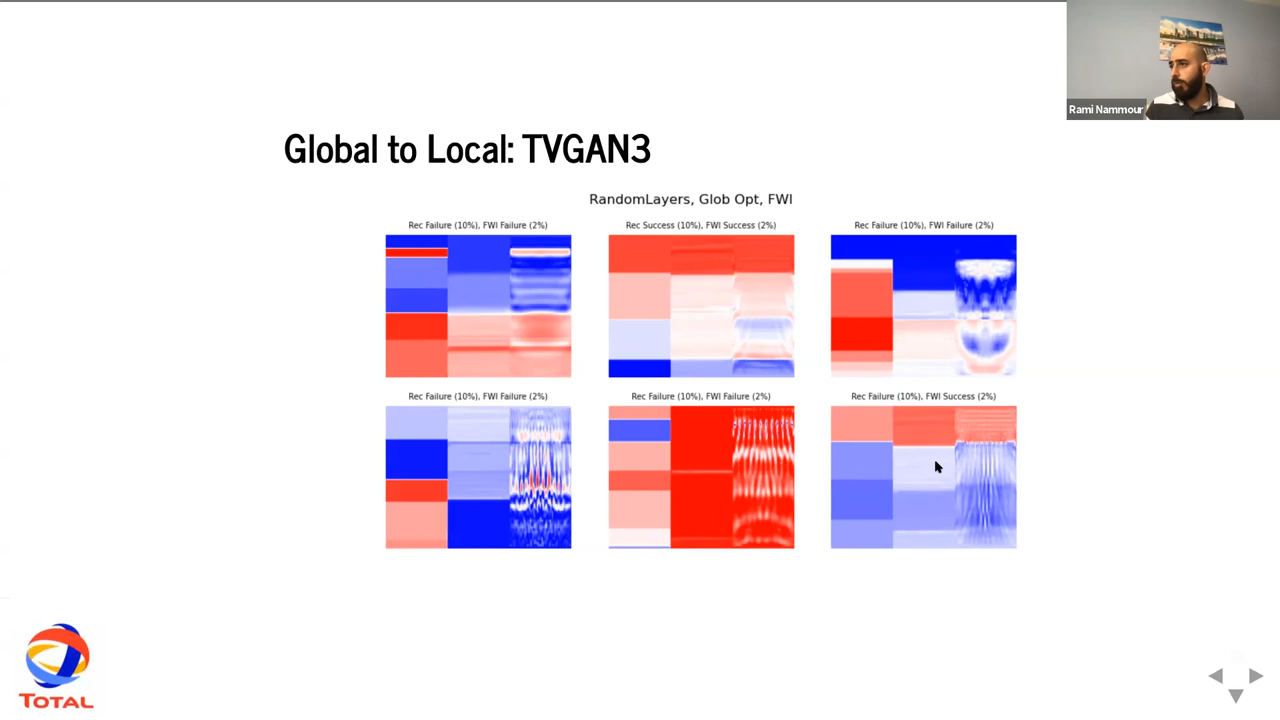 Rami Nammour
Global to Local: TVGAN3
RandomLayers, Glob Opt, FWI
Rec Failure (10%), FWI Failure (2%)
Rec Success (10%), FWI Success (2%)
Rec Failure (10%), FWI Failure (2%)
Rec Failure (10%), FWI Failure (2%)
Rec Failure (10%), FWI Failure (2%)
Rec Failure (10%), FWI Success (2%)
TOTAL